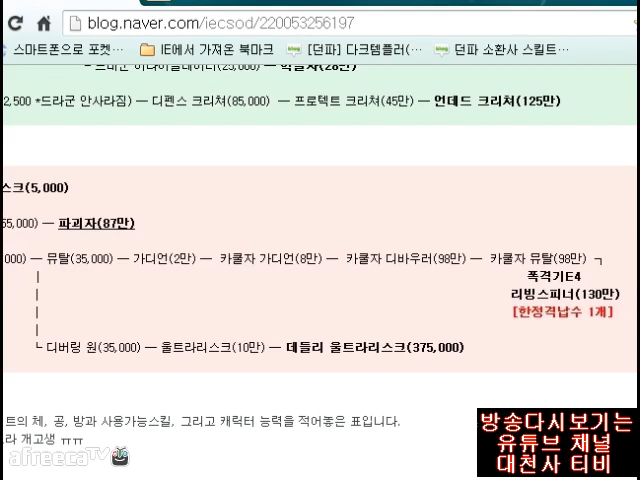 blog.naver.com/iecsod/220053256197
스마트폰으로 포켓… IE에서 가져온 북마크 [던파] 다크템플러(… 던파 소환사 스킬트…
2,500 *드라군 안사라짐) ─ 디펜스 크리쳐(85,000) ─ 프로텍트 크리쳐(45만) ─ 언데드 크리쳐(125만)
스크(5,000)
55,000) ─ 파괴자(87만)
000) ─ 뮤탈(35,000) ─ 가디언(2만) ─ 카쿨자 가디언(8만) ─ 카쿨자 디바우러(98만) ─ 카쿨자 뮤탈(98만) ┐
폭격기E4
리빙스피너(130만)
[한정격납수 1개]
└ 디버링 원(35,000) ─ 울트라리스크(10만) ─ 데들리 울트라리스크(375,000)
트의 체, 공, 방과 사용가능스킬, 그리고 캐릭터 능력을 적어놓은 표입니다.
라 개고생 ㅠㅠ
afreecaTV
방송다시보기는
유튜브 채널
대천사 티비